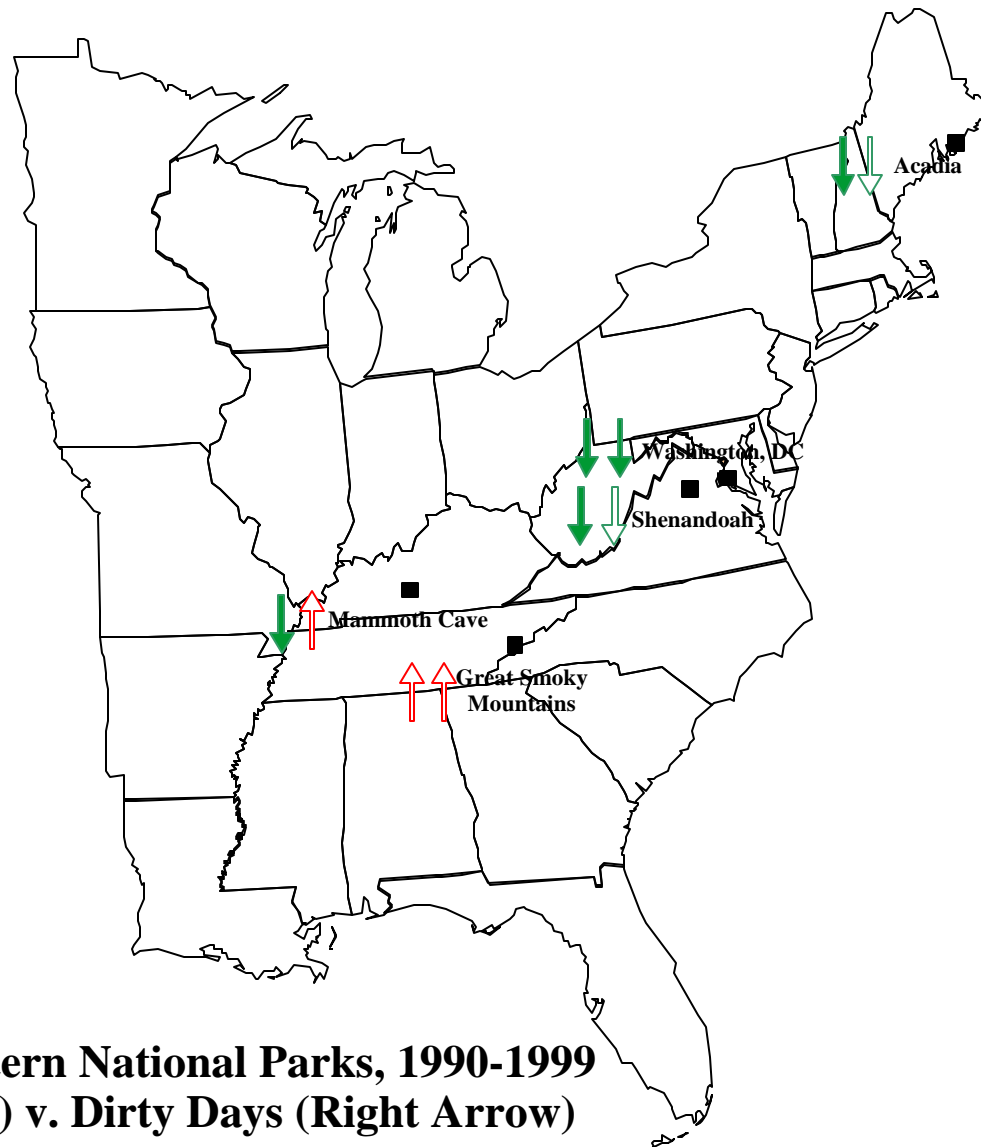 Acadia
Washington, DC
Shenandoah
Mammoth Cave
Great Smoky
Mountains
ern National Parks, 1990-1999
) v. Dirty Days (Right Arrow)